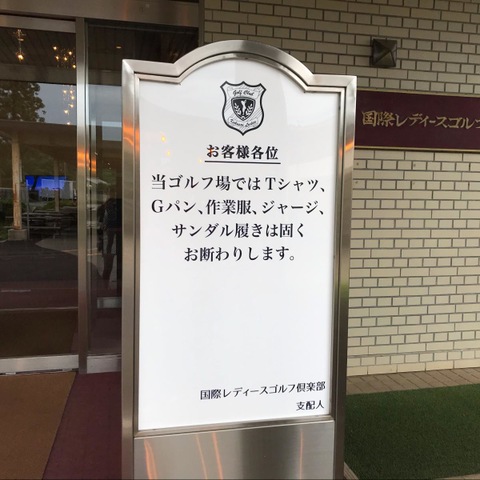 Golf Club
お客様各位
当ゴルフ場ではTシャツ、
Gパン、作業服、ジャージ、
サンダル履きは固く
お断わりします。
国際レディースゴルフ倶楽部
支配人
国際レディースゴルフ